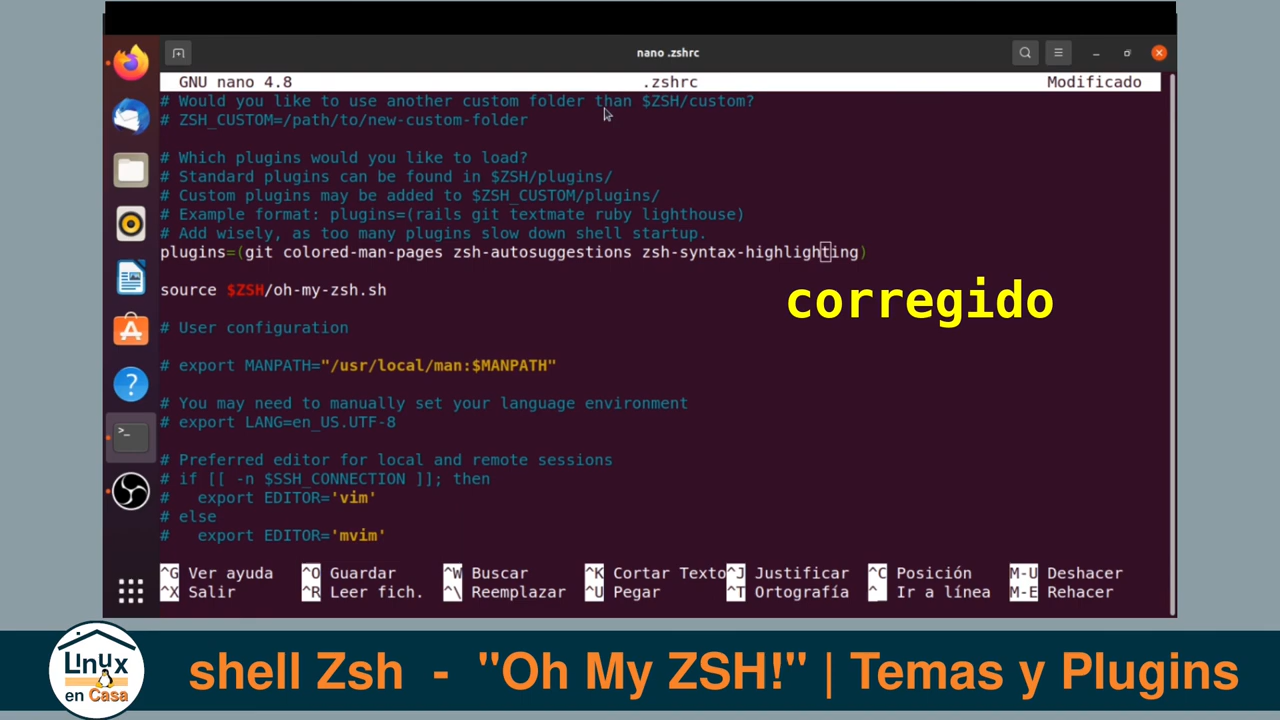 nano .zshrc
GNU nano 4.8 .zshrc Modificado
# Would you like to use another custom folder than $ZSH/custom?
# ZSH_CUSTOM=/path/to/new-custom-folder
# Which plugins would you like to load?
# Standard plugins can be found in $ZSH/plugins/
# Custom plugins may be added to $ZSH_CUSTOM/plugins/
# Example format: plugins=(rails git textmate ruby lighthouse)
# Add wisely, as too many plugins slow down shell startup.
plugins=(git colored-man-pages zsh-autosuggestions zsh-syntax-highlighting)
source $ZSH/oh-my-zsh.sh
corregido
# User configuration
# export MANPATH="/usr/local/man:$MANPATH"
# You may need to manually set your language environment
# export LANG=en_US.UTF-8
# Preferred editor for local and remote sessions
# if [[ -n $SSH_CONNECTION ]]; then
#   export EDITOR='vim'
# else
#   export EDITOR='mvim'
^G Ver ayuda ^O Guardar ^W Buscar ^K Cortar Texto ^J Justificar ^C Posición M-U Deshacer
^X Salir ^R Leer fich. ^\ Reemplazar ^U Pegar ^T Ortografía ^_ Ir a línea M-E Rehacer
Linux
en Casa
shell Zsh - "Oh My ZSH!" | Temas y Plugins